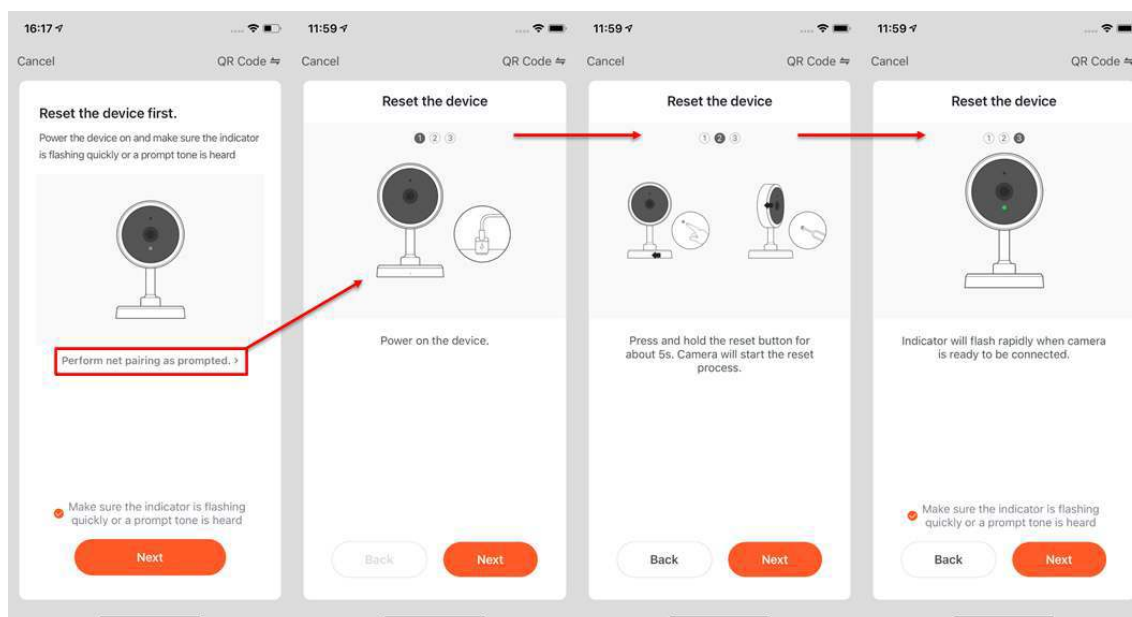 16:17
Cancel
QR Code
Reset the device first.
Power the device on and make sure the indicator
is flashing quickly or a prompt tone is heard
Perform net pairing as prompted. >
Make sure the indicator is flashing
quickly or a prompt tone is heard
Next
11:59
Cancel
QR Code
Reset the device
1 2 3
Power on the device.
Back
Next
11:59
Cancel
QR Code
Reset the device
1 2 3
Press and hold the reset button for
about 5s. Camera will start the reset
process.
Back
Next
11:59
Cancel
QR Code
Reset the device
1 2 3
Indicator will flash rapidly when camera
is ready to be connected.
Make sure the indicator is flashing
quickly or a prompt tone is heard
Back
Next